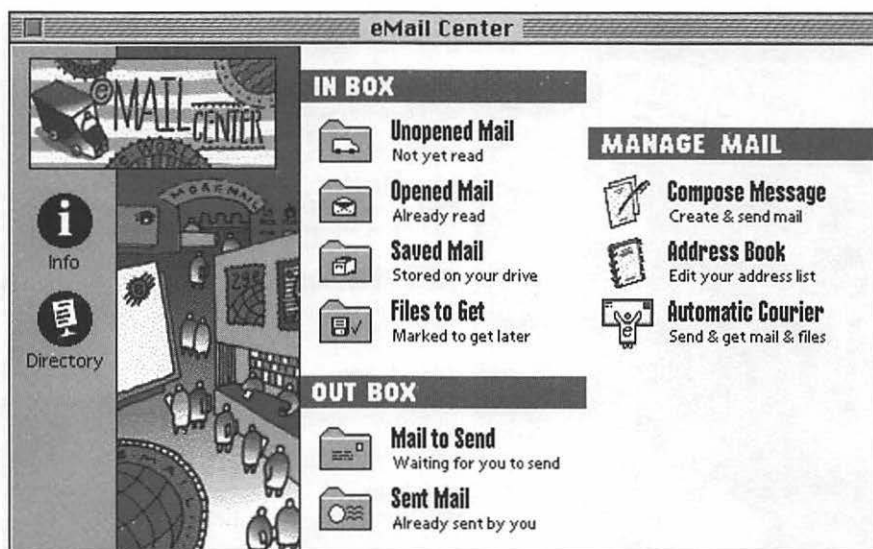 eMail Center
eMAIL
CENTER
Info
Directory
MORE MAIL
IN BOX
Unopened Mail
Not yet read
Opened Mail
Already read
Saved Mail
Stored on your drive
Files to Get
Marked to get later
OUT BOX
Mail to Send
Waiting for you to send
Sent Mail
Already sent by you
MANAGE MAIL
Compose Message
Create & send mail
Address Book
Edit your address list
Automatic Courier
Send & get mail & files